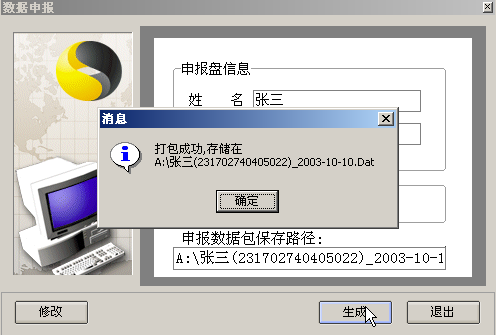 数据申报
申报盘信息
姓 名 张三
消息
打包成功,存储在
A:\张三(231702740405022)_2003-10-10.Dat
确定
申报数据包保存路径:
A:\张三(231702740405022)_2003-10-1
修改
生成
退出